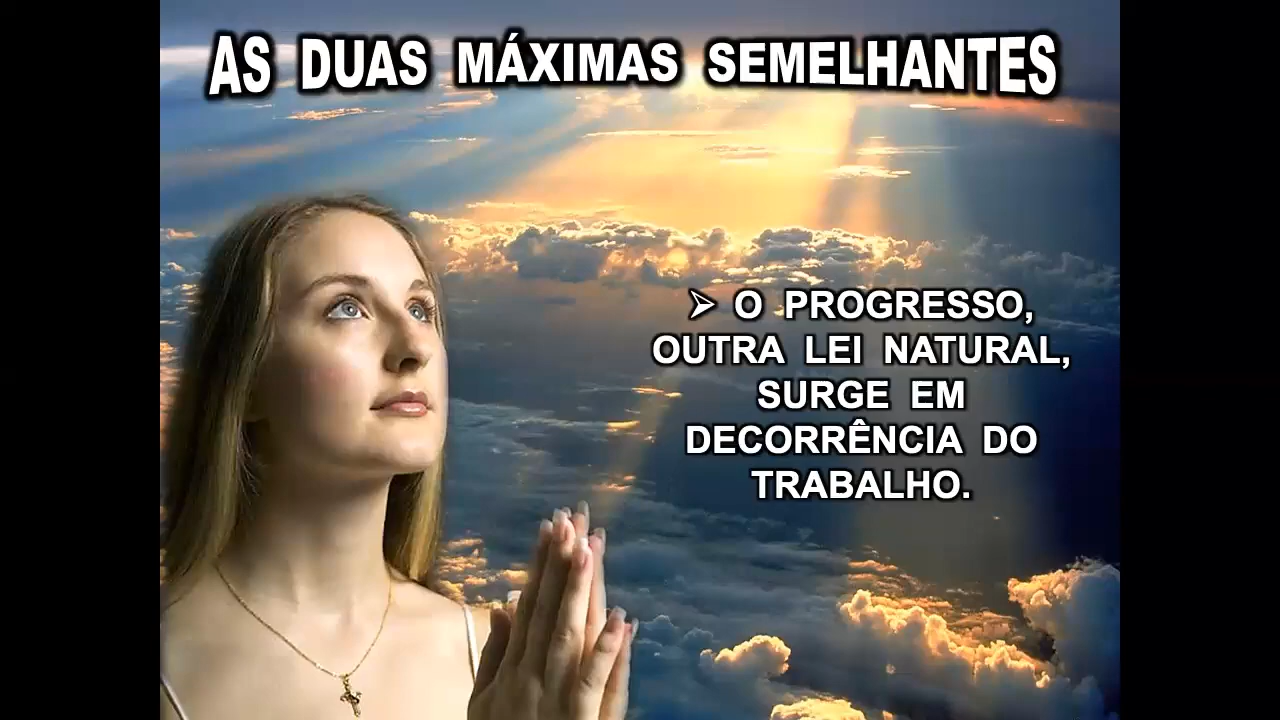 AS DUAS MÁXIMAS SEMELHANTES
➢ O PROGRESSO,
OUTRA LEI NATURAL,
SURGE EM
DECORRÊNCIA DO
TRABALHO.